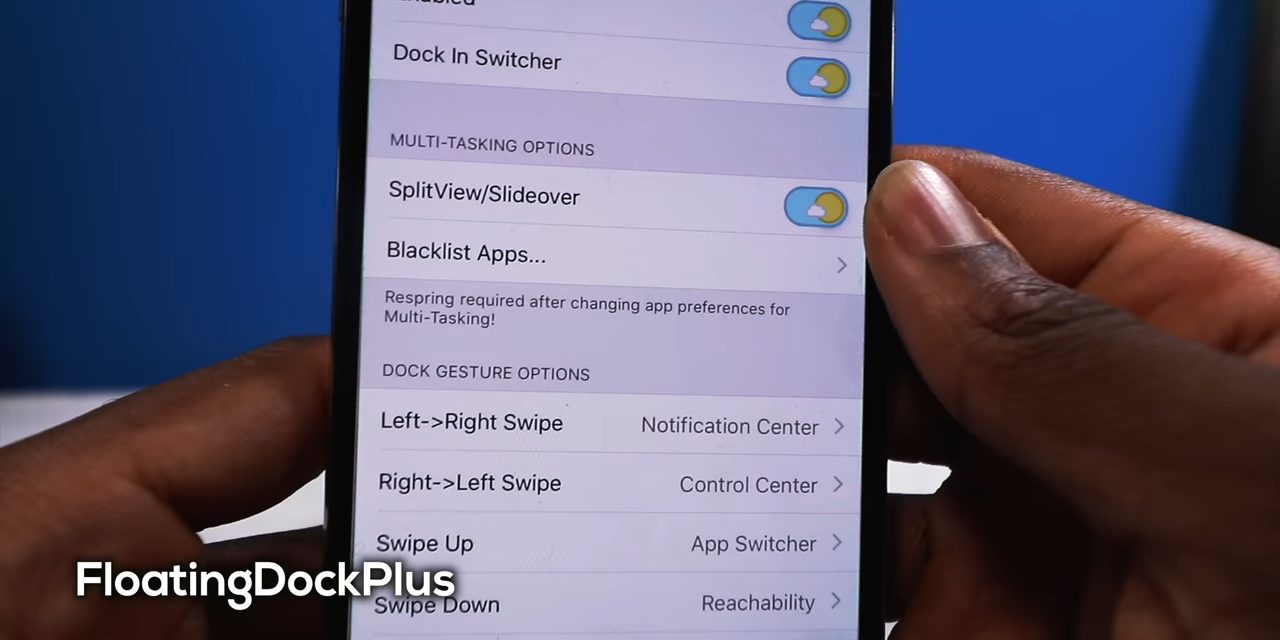 Enabled
Dock In Switcher
MULTI-TASKING OPTIONS
SplitView/Slideover
Blacklist Apps...
Respring required after changing app preferences for
Multi-Tasking!
DOCK GESTURE OPTIONS
Left->Right Swipe Notification Center
Right->Left Swipe Control Center
Swipe Up App Switcher
FloatingDockPlus
Swipe Down Reachability